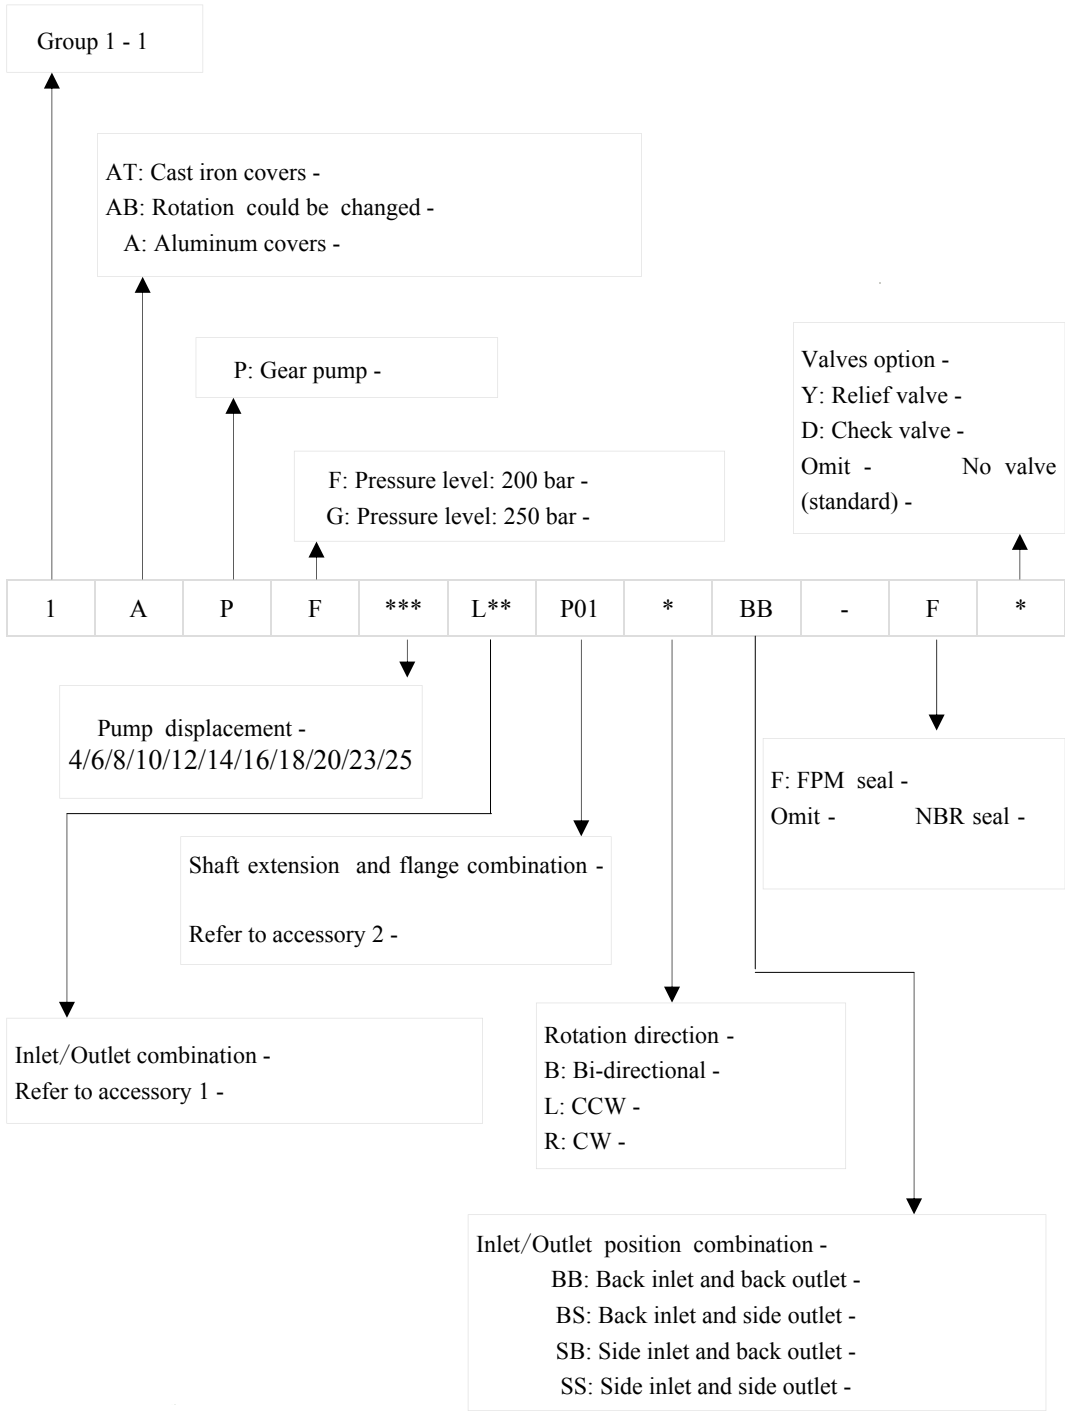 Group 1 - 1
AT: Cast iron covers -
AB: Rotation could be changed -
A: Aluminum covers -
P: Gear pump -
F: Pressure level: 200 bar -
G: Pressure level: 250 bar -
Valves option -
Y: Relief valve -
D: Check valve -
Omit - No valve
(standard) -
1 A P F *** L** P01 * BB - F *
Pump displacement -
4/6/8/10/12/14/16/18/20/23/25
F: FPM seal -
Omit - NBR seal -
Shaft extension and flange combination -
Refer to accessory 2 -
Inlet/Outlet combination -
Refer to accessory 1 -
Rotation direction -
B: Bi-directional -
L: CCW -
R: CW -
Inlet/Outlet position combination -
BB: Back inlet and back outlet -
BS: Back inlet and side outlet -
SB: Side inlet and back outlet -
SS: Side inlet and side outlet -